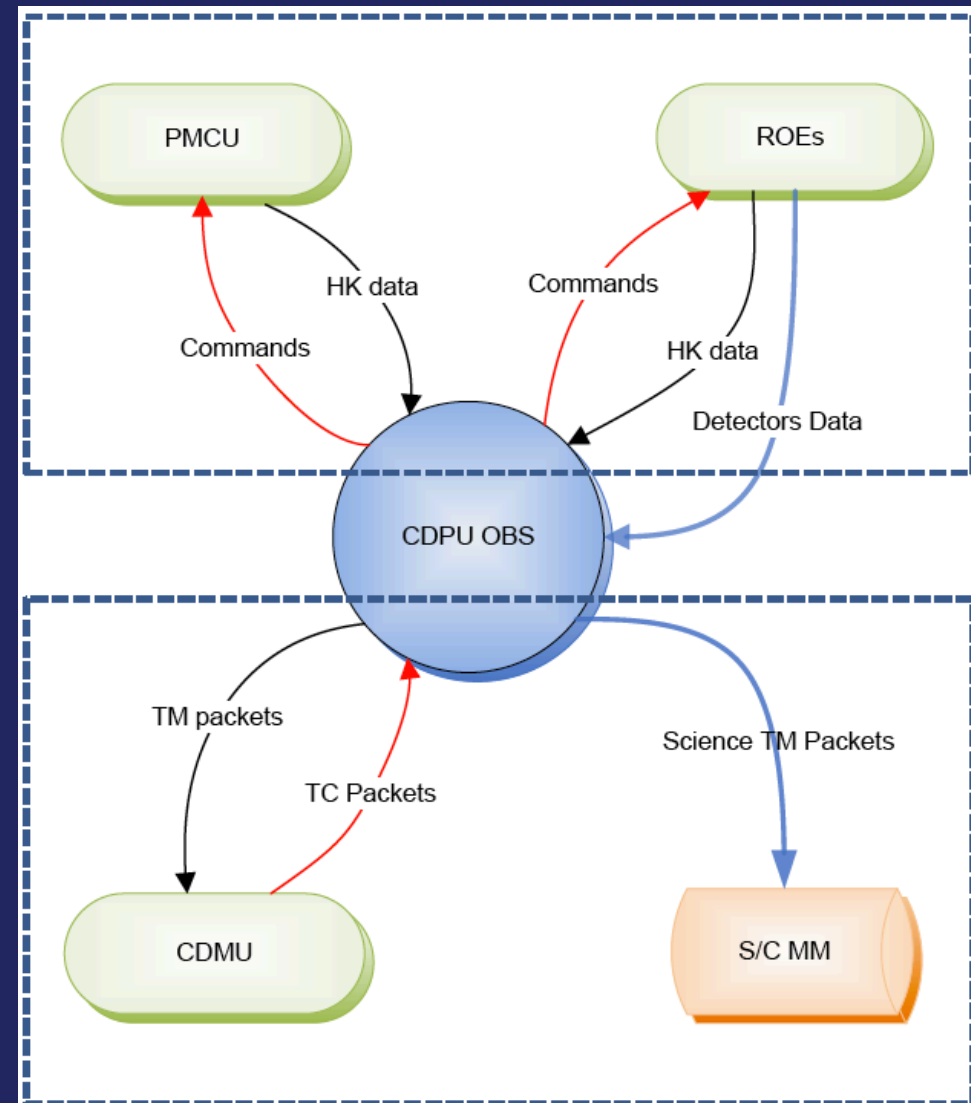 PMCU
ROEs
HK data
Commands
Commands
HK data
Detectors Data
CDPU OBS
TM packets
Science TM Packets
TC Packets
CDMU
S/C MM